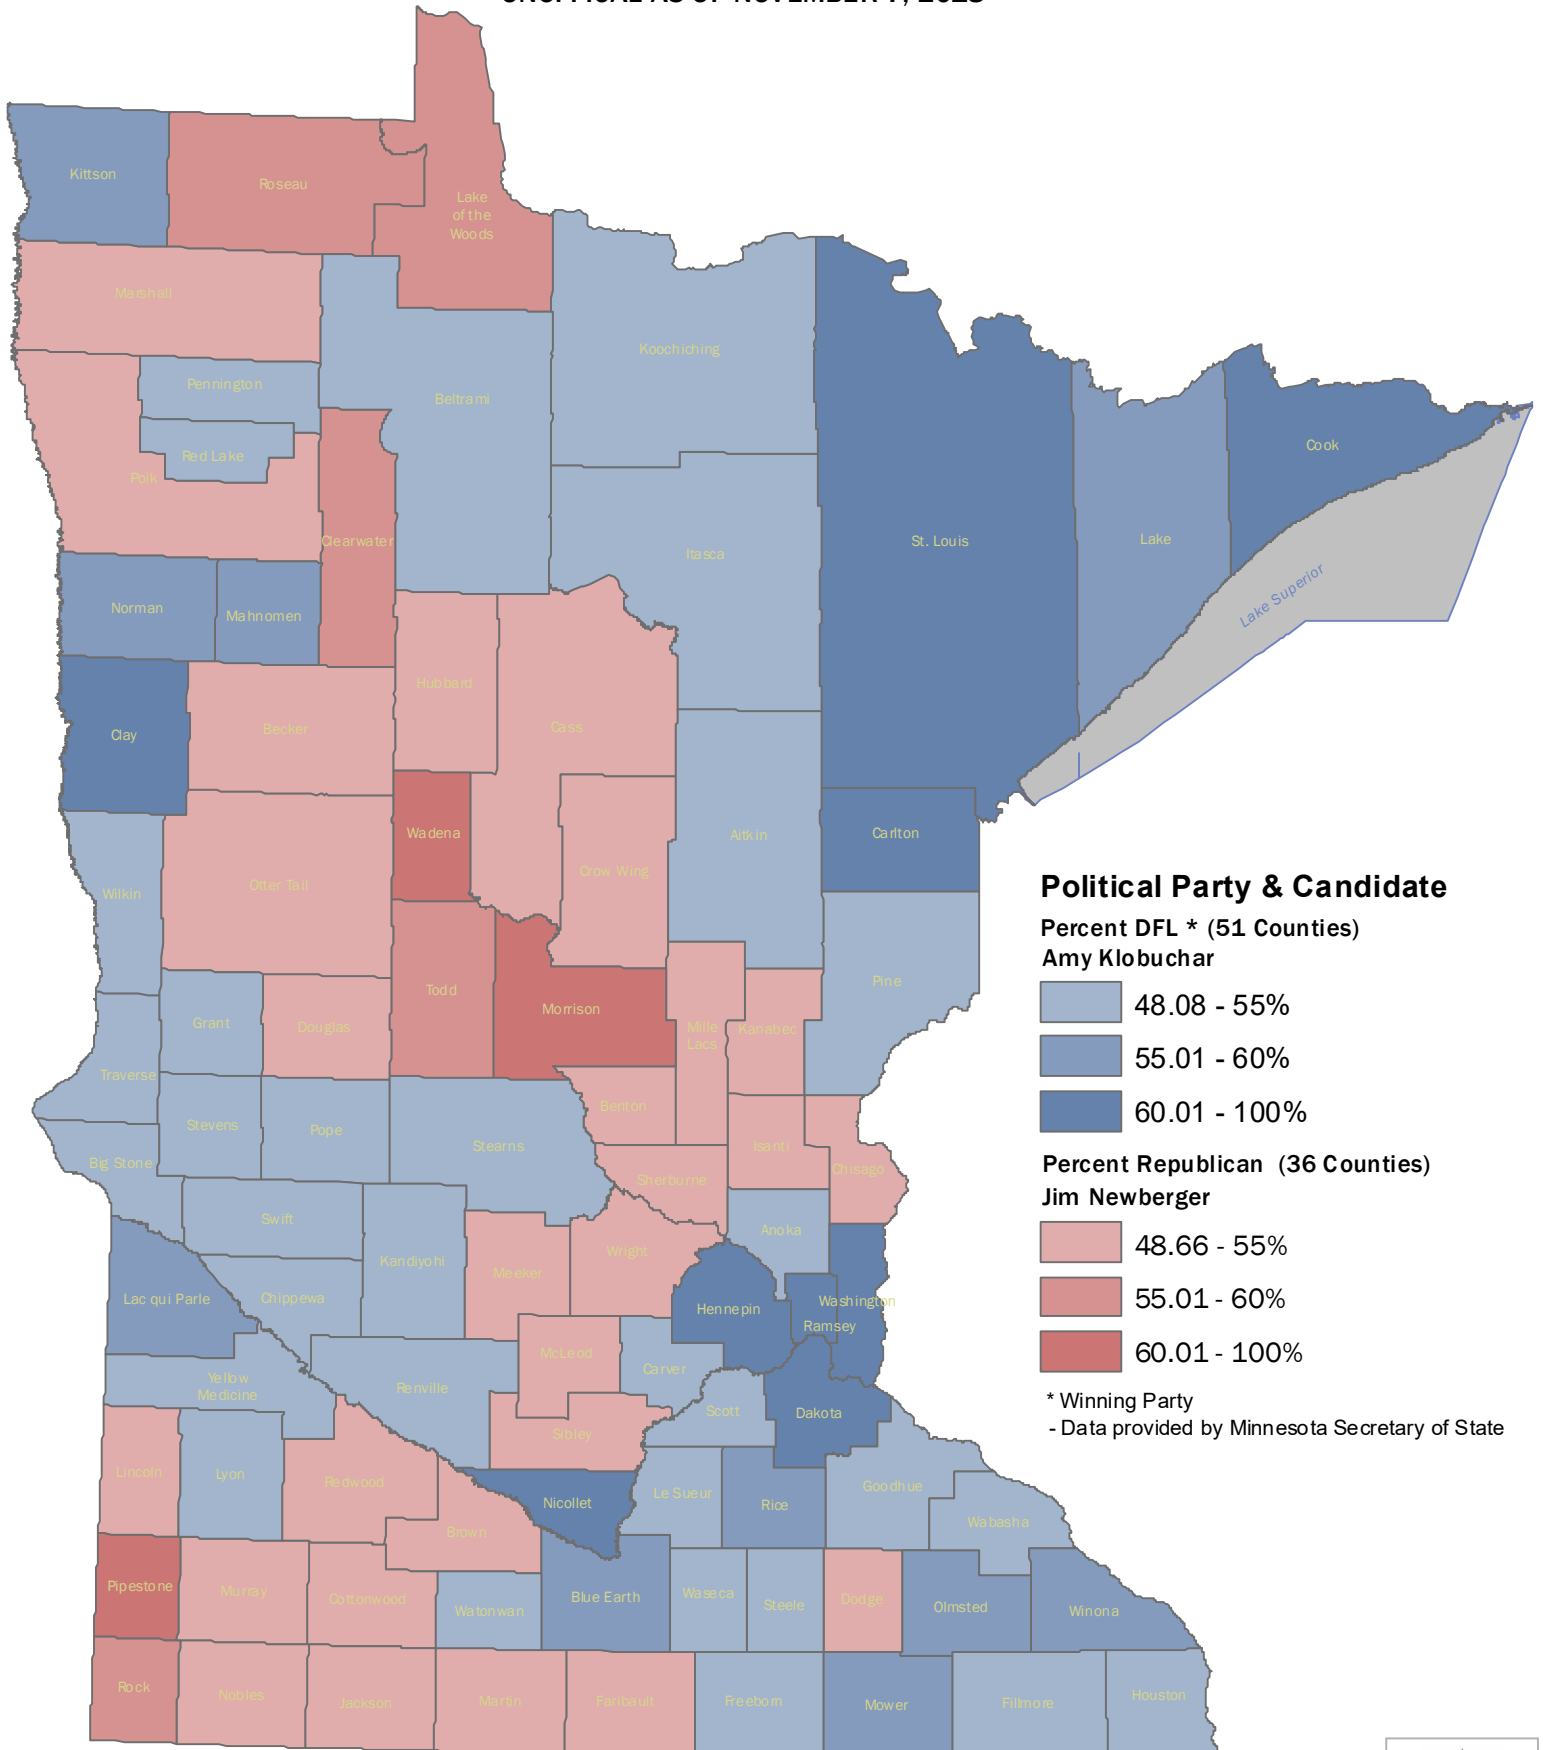 Kittson
Roseau
Lake
of the
Woods
Marshall
Koochiching
Pennington
Beltrami
Red Lake
Polk
Cook
Clearwater
St. Louis
Lake
Itasca
Lake Superior
Norman
Mahnomen
Hubbard
Cass
Clay
Becker
Wadena
Aitkin
Carlton
Crow Wing
Otter Tail
Wilkin
Todd
Morrison
Pine
Grant
Douglas
Mille
Lacs
Kanabec
Traverse
Benton
Stevens
Pope
Stearns
Isanti
Big Stone
Sherburne
Chisago
Swift
Anoka
Kandiyohi
Wright
Meeker
Lac qui Parle
Chippewa
Hennepin
Washington
Ramsey
McLeod
Carver
Yellow
Medicine
Renville
Scott
Dakota
Sibley
Lincoln
Lyon
Redwood
Nicollet
Le Sueur
Rice
Goodhue
Wabasha
Brown
Pipestone
Murray
Cottonwood
Watonwan
Blue Earth
Waseca
Steele
Dodge
Olmsted
Winona
Rock
Nobles
Jackson
Martin
Faribault
Freeborn
Mower
Fillmore
Houston
Political Party & Candidate
Percent DFL * (51 Counties)
Amy Klobuchar
48.08 - 55%
55.01 - 60%
60.01 - 100%
Percent Republican (36 Counties)
Jim Newberger
48.66 - 55%
55.01 - 60%
60.01 - 100%
* Winning Party
- Data provided by Minnesota Secretary of State